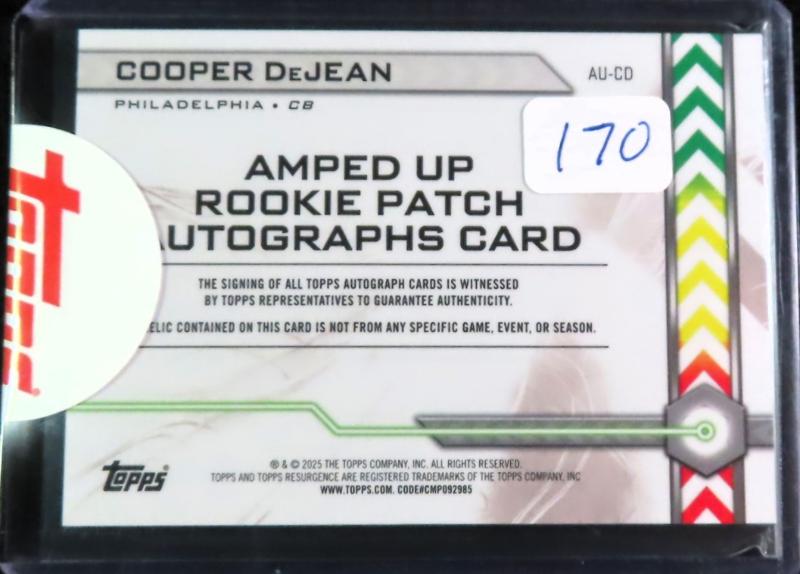 COOPER DeJEAN
AU-CD
PHILADELPHIA • CB
170
AMPED UP
ROOKIE PATCH
AUTOGRAPHS CARD
THE SIGNING OF ALL TOPPS AUTOGRAPH CARDS IS WITNESSED
BY TOPPS REPRESENTATIVES TO GUARANTEE AUTHENTICITY.
ELIC CONTAINED ON THIS CARD IS NOT FROM ANY SPECIFIC GAME, EVENT, OR SEASON.
topps®
Topps®
® & © 2025 THE TOPPS COMPANY, INC. ALL RIGHTS RESERVED.
TOPPS AND TOPPS RESURGENCE ARE REGISTERED TRADEMARKS OF THE TOPPS COMPANY, INC
WWW.TOPPS.COM. CODE#CMP092985